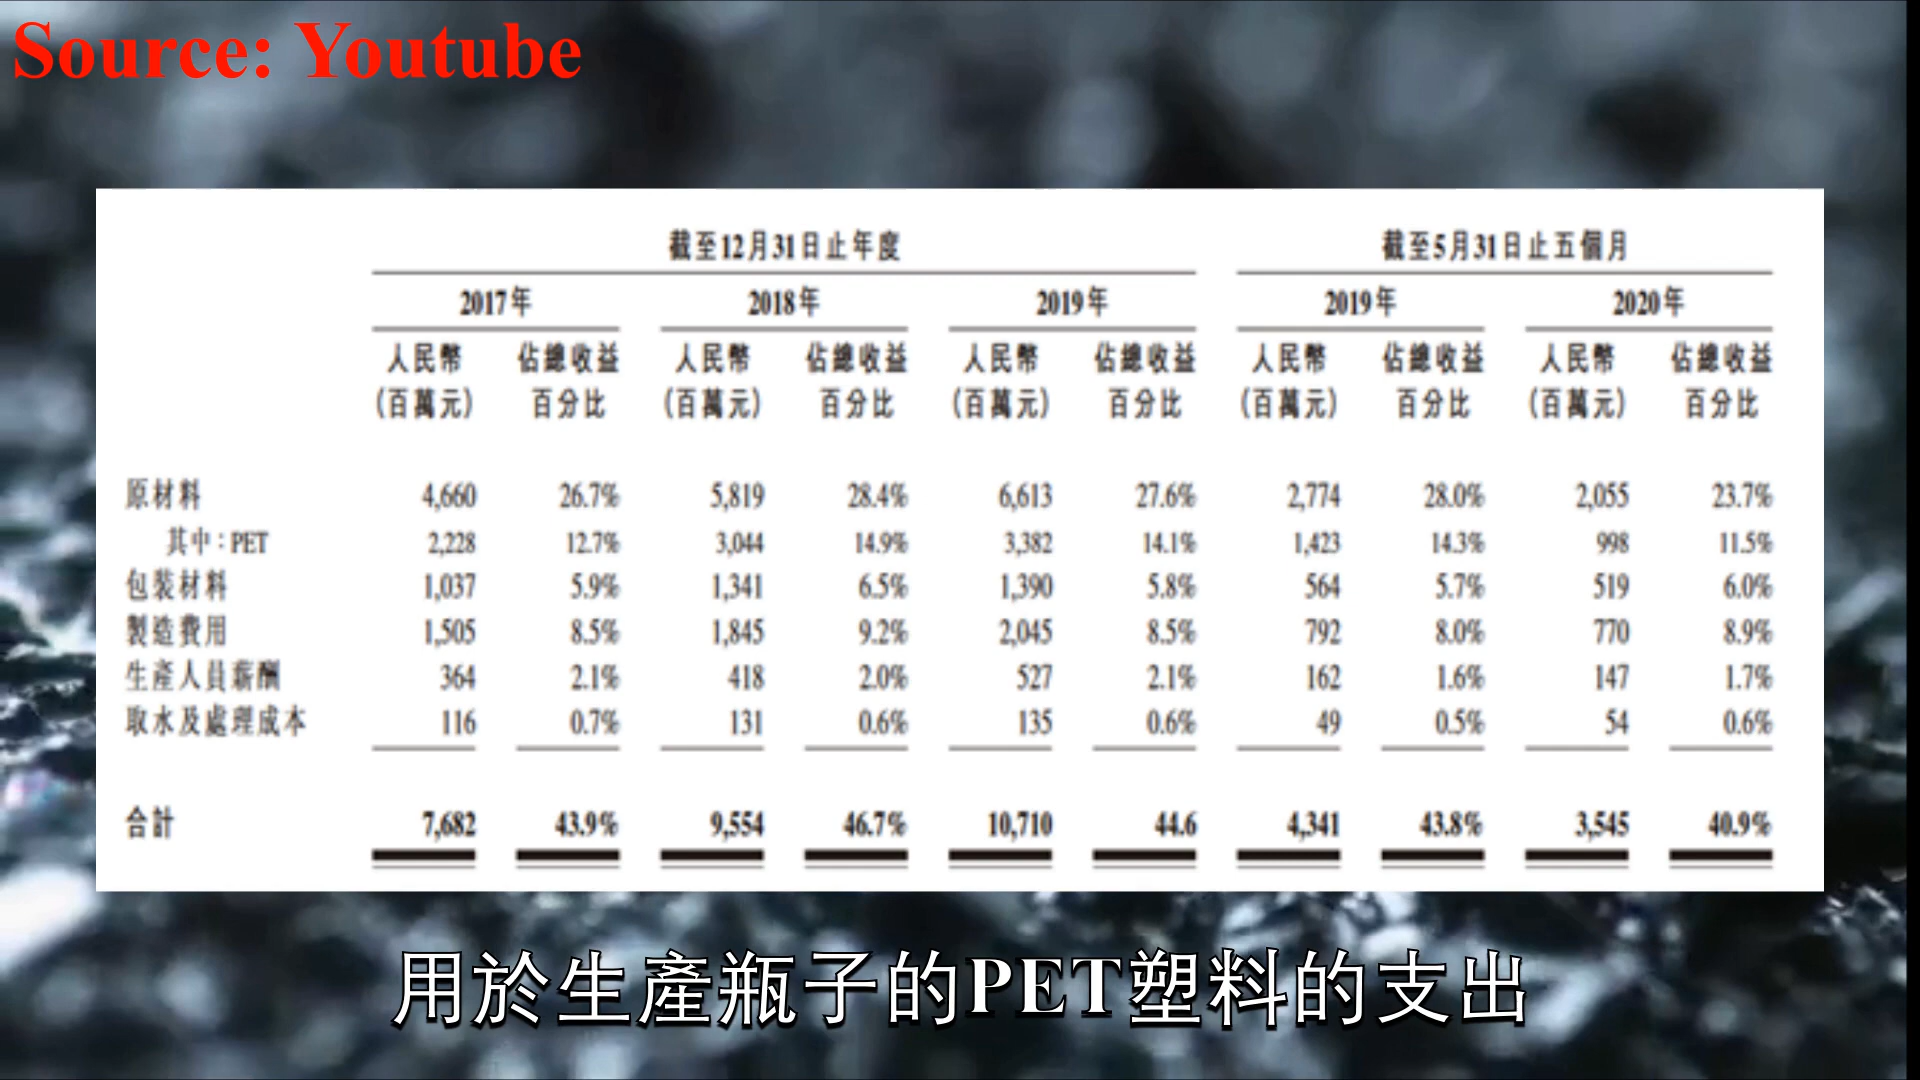 Source: Youtube
截至12月31日止年度 截至5月31日止五個月
2017年 2018年 2019年 2019年 2020年
人民幣 佔總收益 人民幣 佔總收益 人民幣 佔總收益 人民幣 佔總收益 人民幣 佔總收益
(百萬元) 百分比 (百萬元) 百分比 (百萬元) 百分比 (百萬元) 百分比 (百萬元) 百分比
原材料 4,660 26.7% 5,819 28.4% 6,613 27.6% 2,774 28.0% 2,055 23.7%
其中：PET 2,228 12.7% 3,044 14.9% 3,382 14.1% 1,423 14.3% 998 11.5%
包裝材料 1,037 5.9% 1,341 6.5% 1,390 5.8% 564 5.7% 519 6.0%
製造費用 1,505 8.5% 1,845 9.2% 2,045 8.5% 792 8.0% 770 8.9%
生產人員薪酬 364 2.1% 418 2.0% 527 2.1% 162 1.6% 147 1.7%
取水及處理成本 116 0.7% 131 0.6% 135 0.6% 49 0.5% 54 0.6%
合計 7,682 43.9% 9,554 46.7% 10,710 44.6 4,341 43.8% 3,545 40.9%
用於生產瓶子的PET塑料的支出